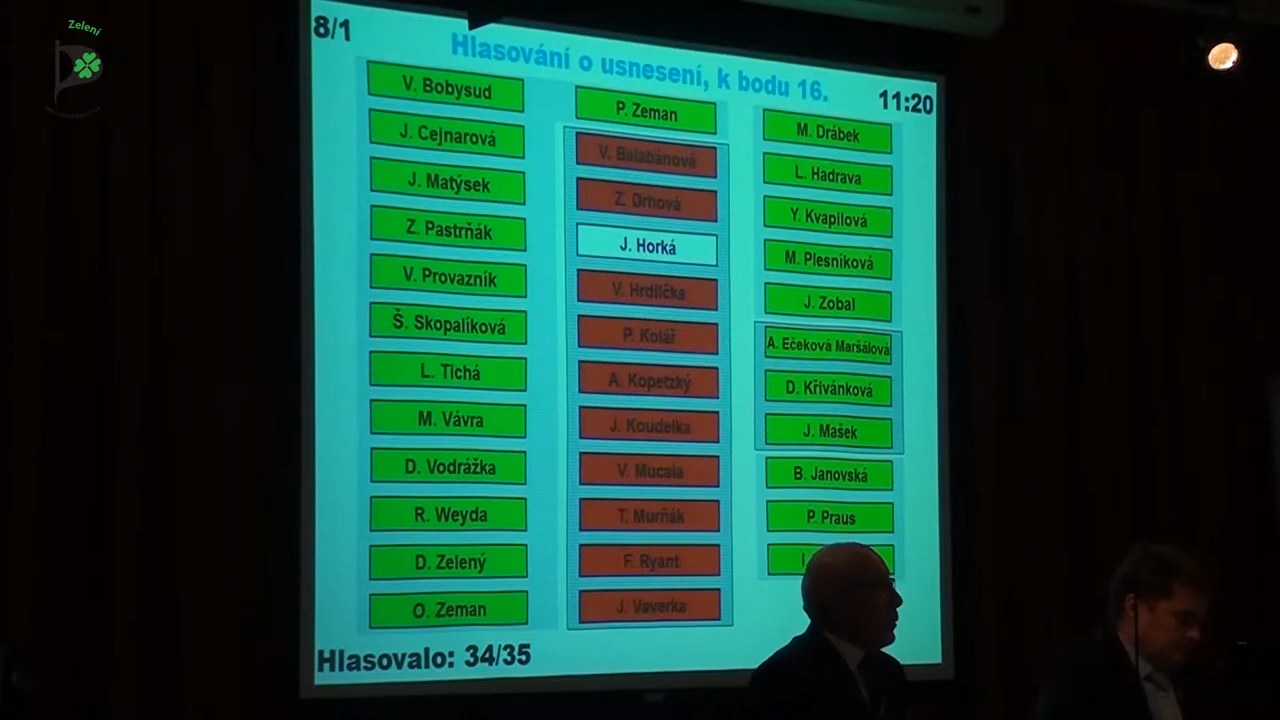 Zelení
8/1
Hlasování o usnesení, k bodu 16.
11:20
V. Bobysud
J. Cejnarová
J. Matýsek
Z. Pastrňák
V. Provazník
Š. Skopalíková
L. Tichá
M. Vávra
D. Vodrážka
R. Weyda
D. Zelený
O. Zeman
P. Zeman
V. Balabánová
Z. Drhová
J. Horká
V. Hrdlička
P. Kolář
A. Kopetzký
J. Koudelka
V. Mucala
T. Murňák
F. Ryant
J. Vaverka
M. Drábek
L. Hadrava
Y. Kvapilová
M. Plesníková
J. Zobal
A. Ečeková Maršálová
D. Křivánková
J. Mašek
B. Janovská
P. Praus
Hlasovalo: 34/35